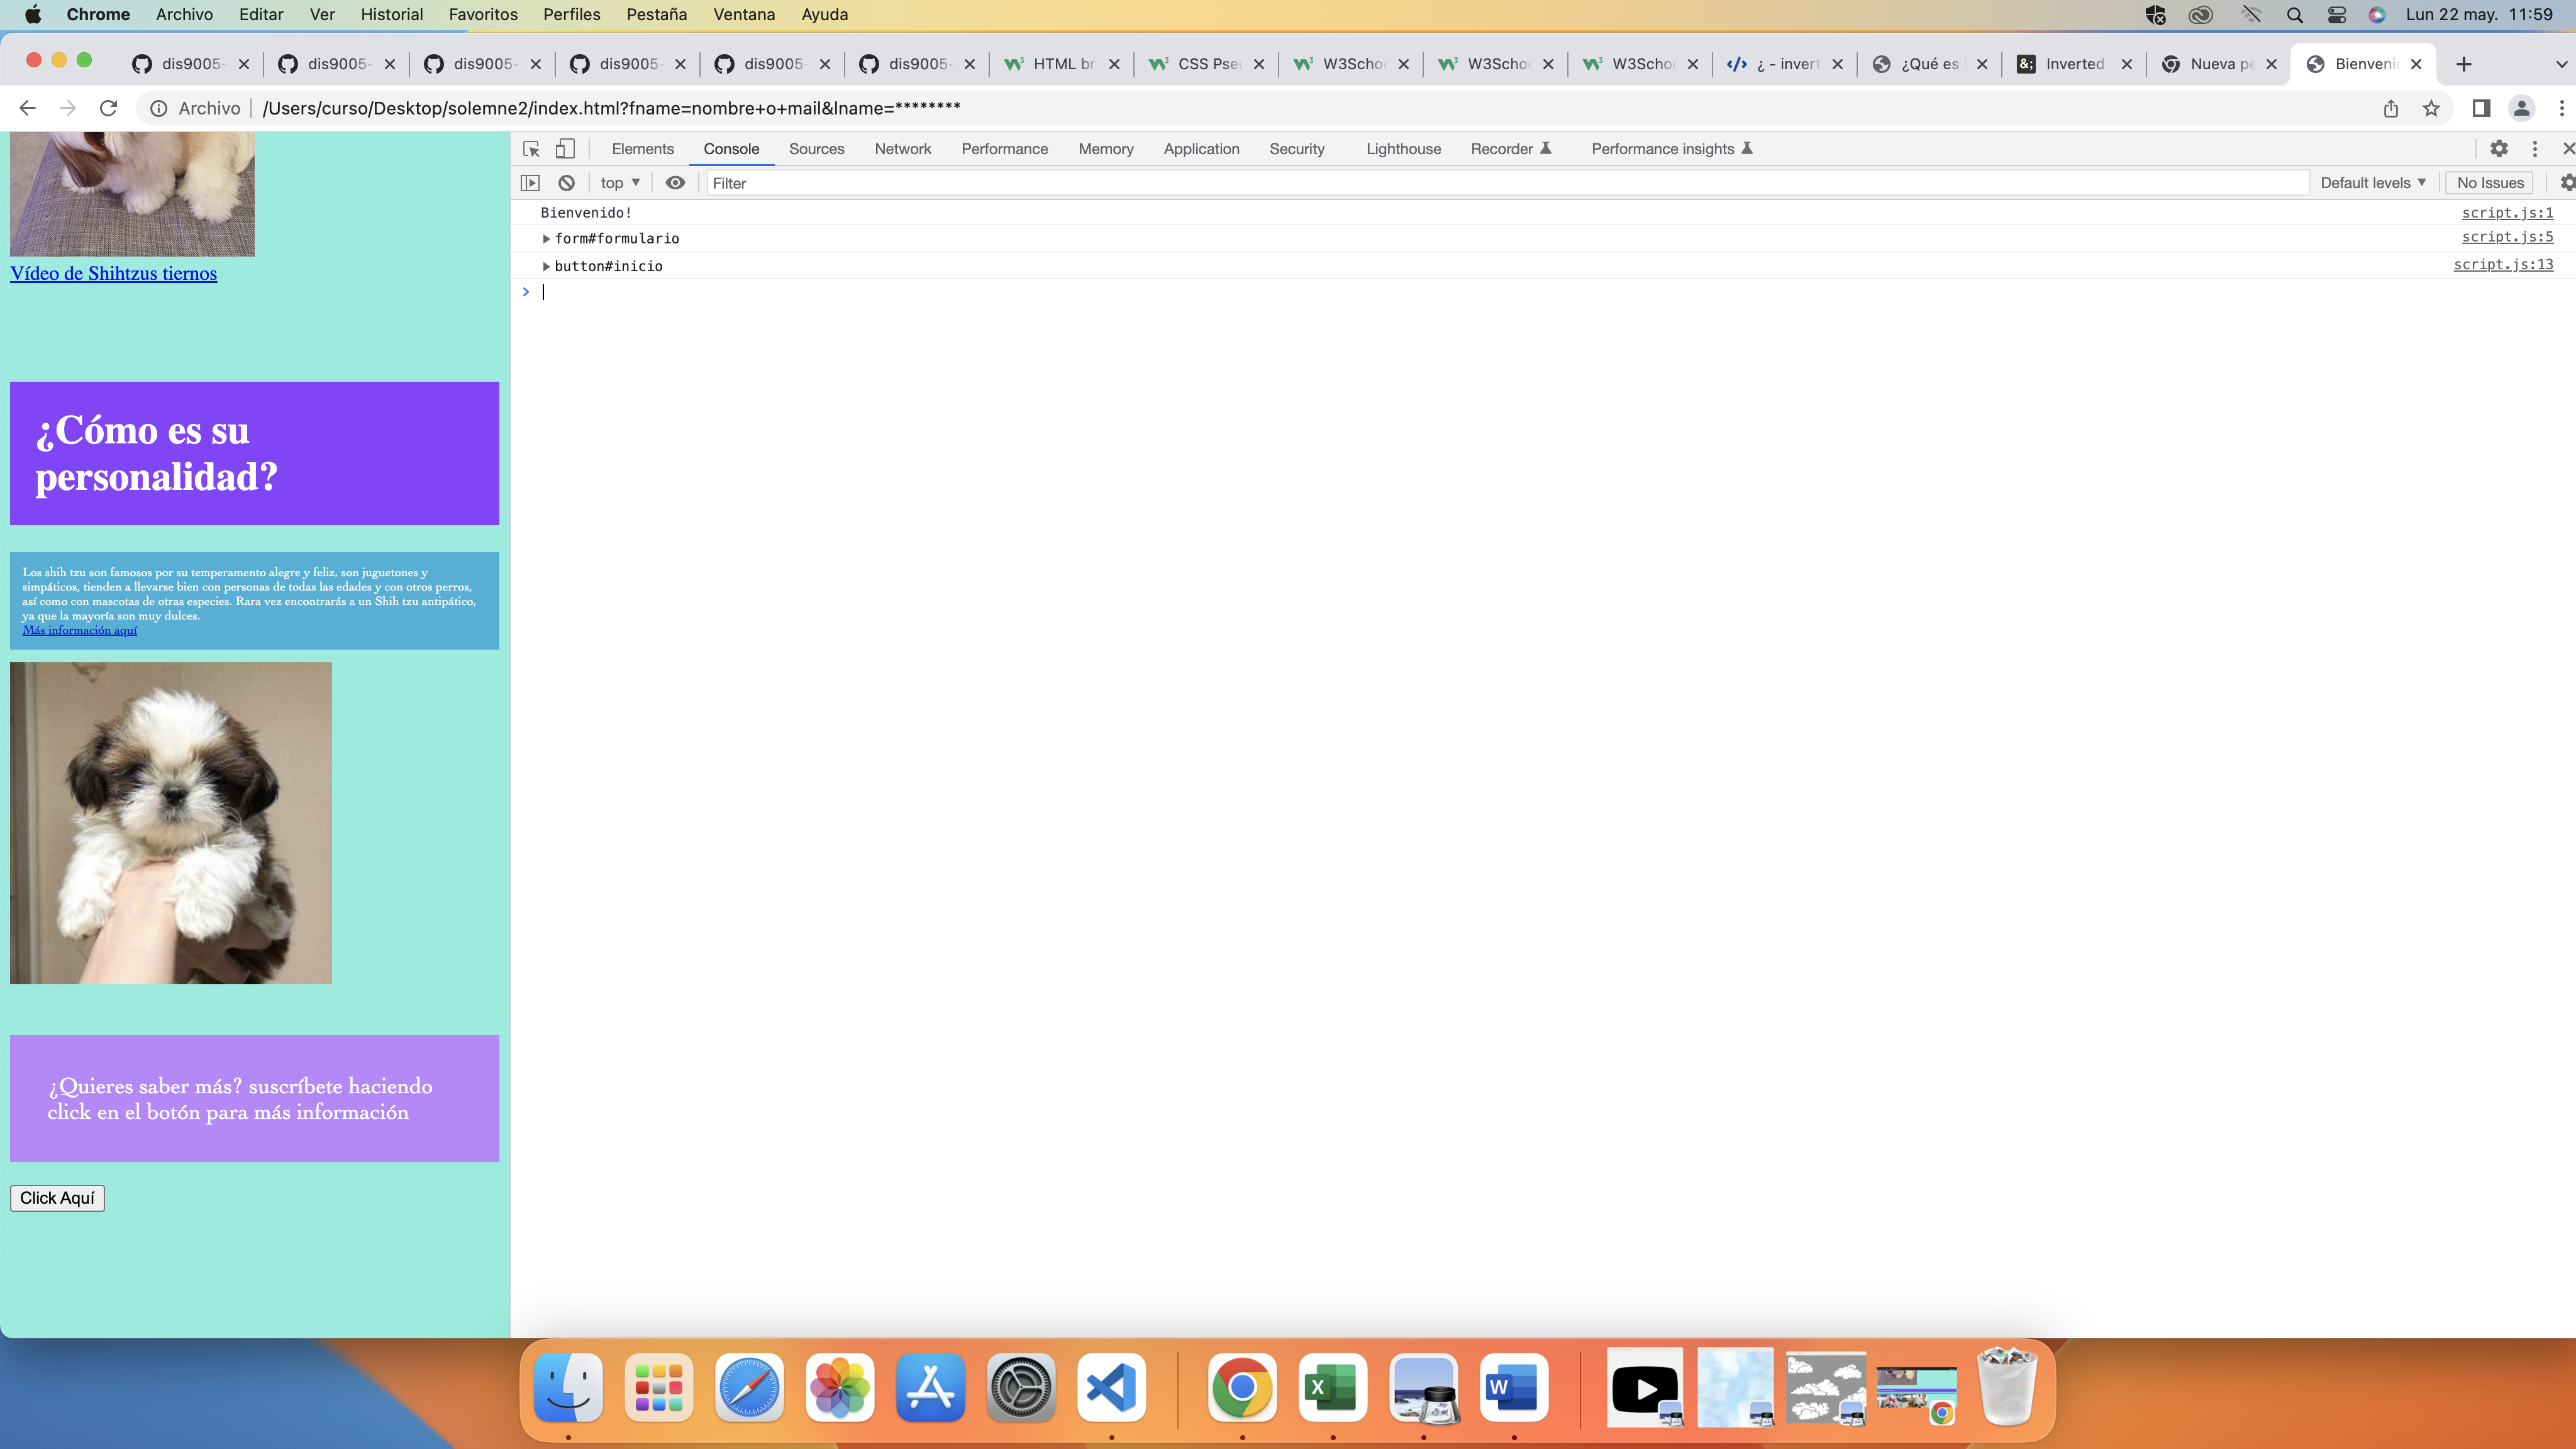 Chrome Archivo Editar Ver Historial Favoritos Perfiles Pestaña Ventana Ayuda Lun 22 may. 11:59
dis9005- dis9005- dis9005- dis9005- dis9005- dis9005- HTML br CSS Pse W3Scho W3Scho W3Scho ¿ - invert ¿Qué es Inverted Nueva pe Bienveni
Archivo /Users/curso/Desktop/solemne2/index.html?fname=nombre+o+mail&lname=********
Elements Console Sources Network Performance Memory Application Security Lighthouse Recorder Performance insights
top Filter Default levels No Issues
Bienvenido! script.js:1
form#formulario script.js:5
button#inicio script.js:13
Vídeo de Shihtzus tiernos
¿Cómo es su
personalidad?
Los shih tzu son famosos por su temperamento alegre y feliz, son juguetones y
simpáticos, tienden a llevarse bien con personas de todas las edades y con otros perros,
así como con mascotas de otras especies. Rara vez encontrarás a un Shih tzu antipático,
ya que la mayoría son muy dulces.
Más información aquí
¿Quieres saber más? suscríbete haciendo
click en el botón para más información
Click Aquí